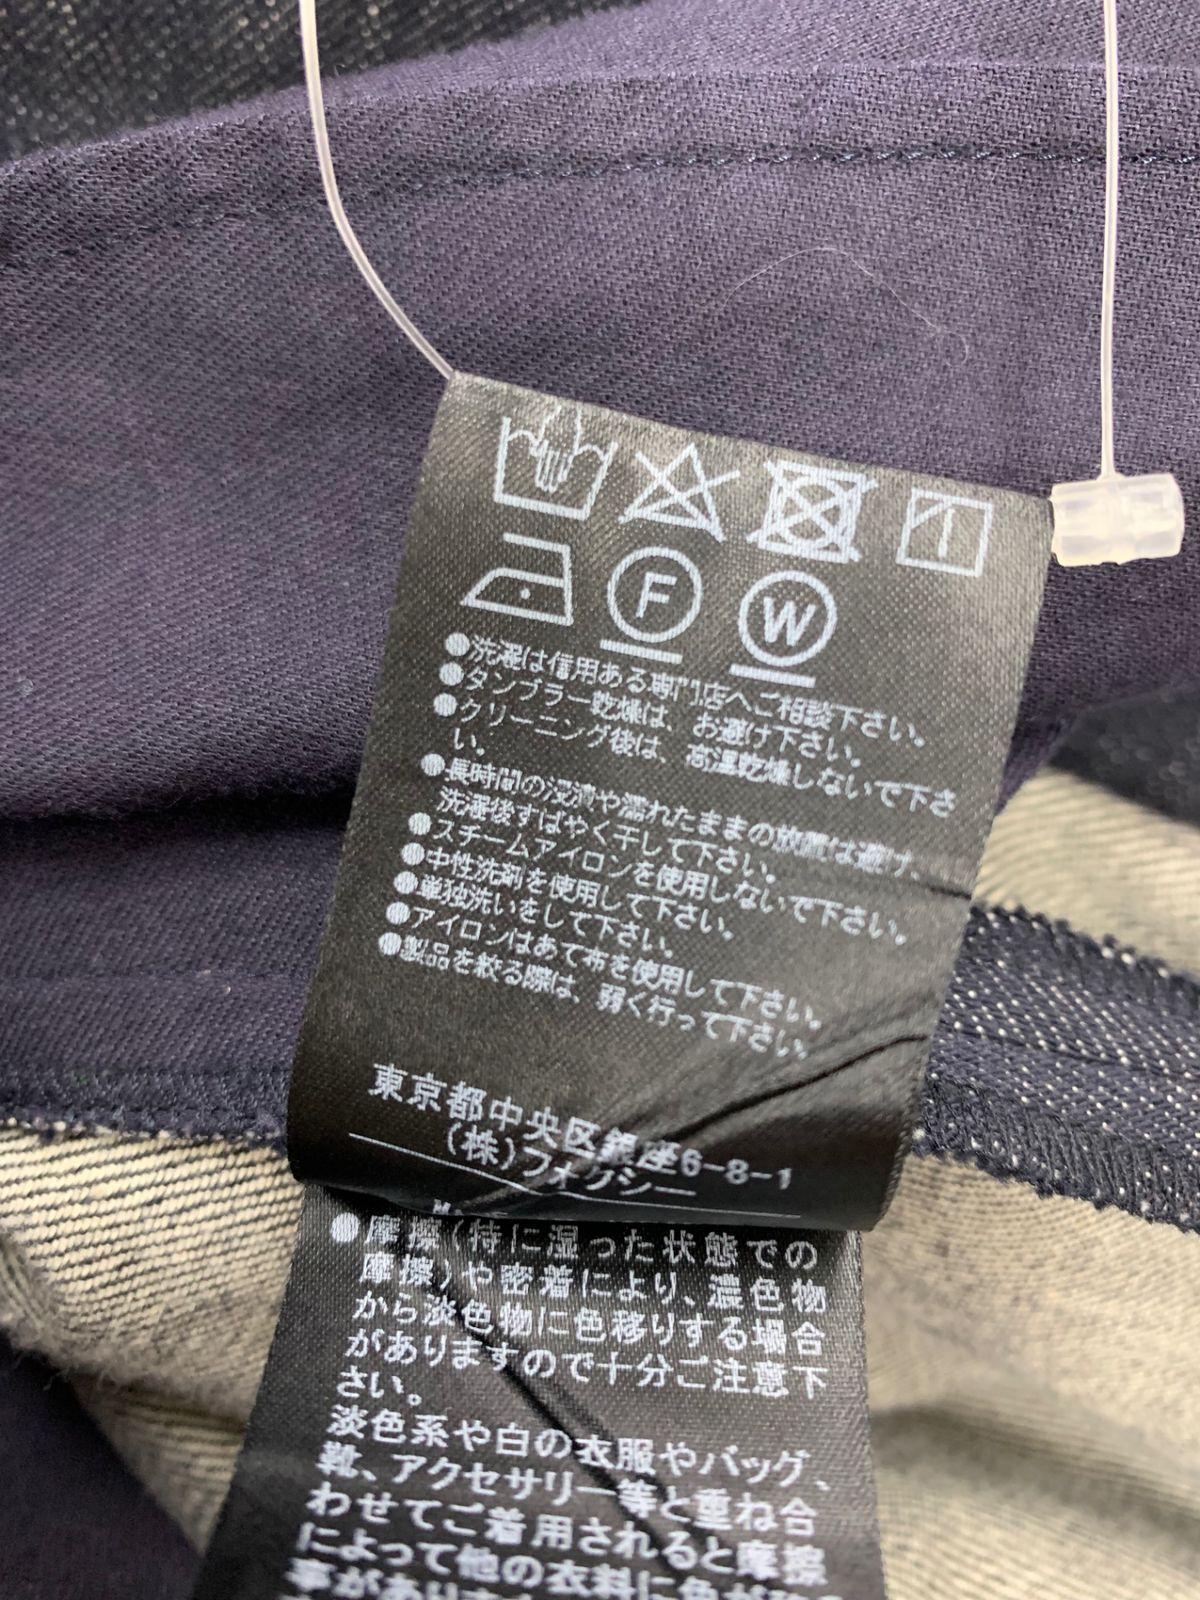 F W
●洗濯は信用ある専門店へご相談下さい。
●タンブラー乾燥は、お避け下さい。
●クリーニング後は、高温乾燥しないで下さ
い。
●長時間の浸漬や濡れたままの放置は避け、
洗濯後すばやく干して下さい。
●スチームアイロンを使用しないで下さい。
●中性洗剤を使用して下さい。
●単独洗いをして下さい。
●アイロンはあて布を使用して下さい。
●製品を絞る際は、弱く行って下さい。
東京都中央区銀座6-8-1
(株)フォクシー
●摩擦(特に湿った状態での
摩擦)や密着により、濃色物
から淡色物に色移りする場合
がありますので十分ご注意下
さい。
淡色系や白の衣服やバッグ、
靴、アクセサリー等と重ね合
わせてご着用されると摩擦
によって他の衣料に色が
事があります